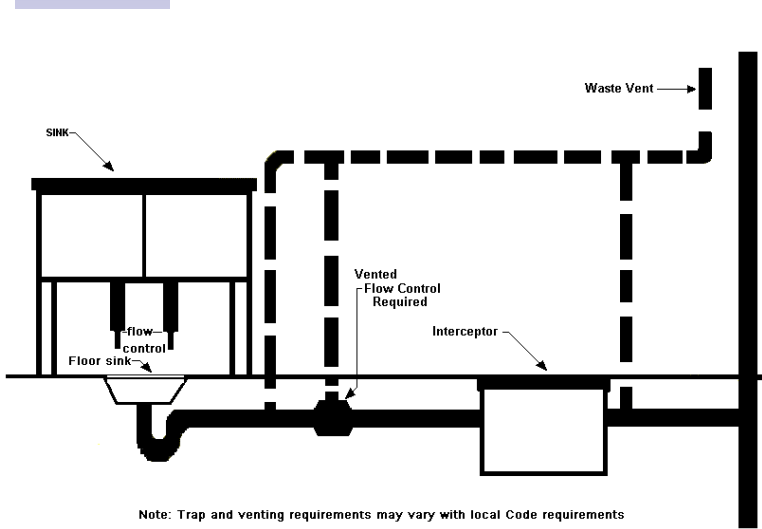 Waste Vent
SINK
Vented
Flow Control
Required
Interceptor
flow
control
Floor sink
Note: Trap and venting requirements may vary with local Code requirements